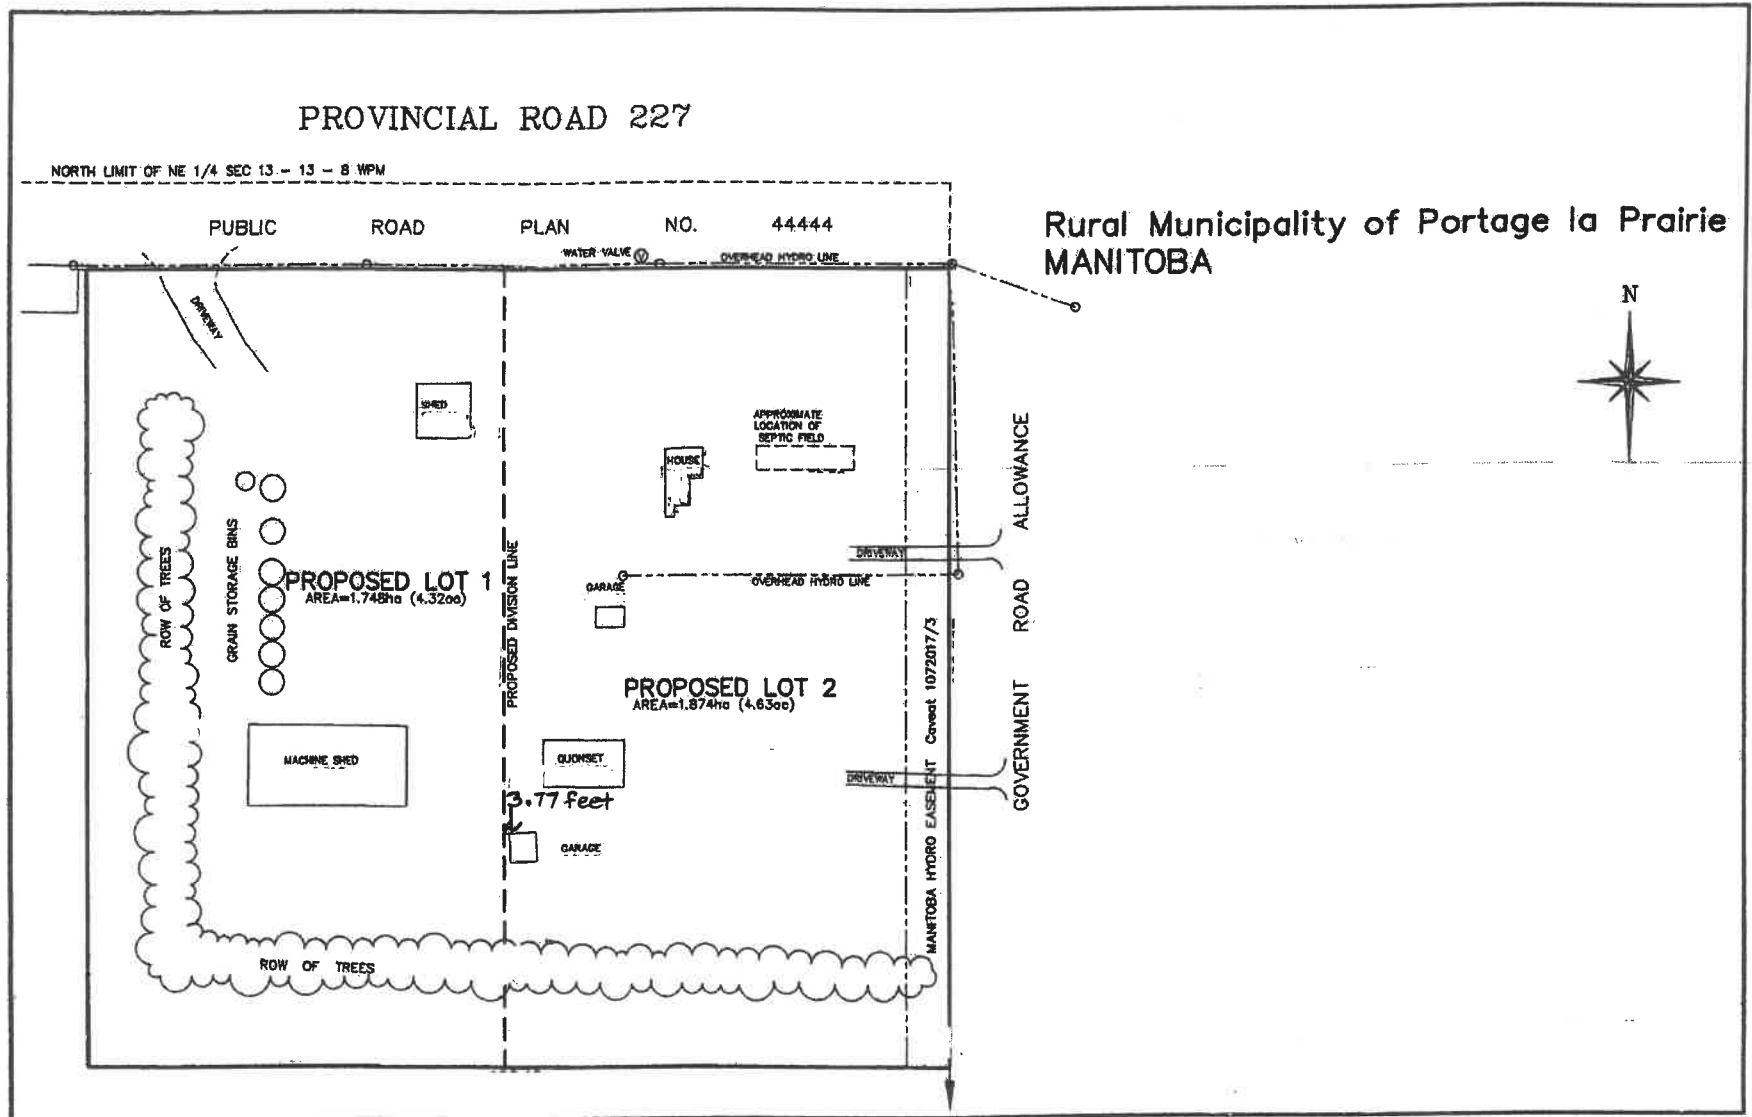 PROVINCIAL ROAD 227
NORTH LIMIT OF NE 1/4 SEC 13 - 13 - 8 WPM
PUBLIC ROAD PLAN NO. 44444
Rural Municipality of Portage la Prairie
MANITOBA
WATER VALVE V
OVERHEAD HYDRO LINE
N
DRIVEWAY
SHED
APPROXIMATE
LOCATION OF
SEPTIC FIELD
HOUSE
GOVERNMENT ROAD ALLOWANCE
ROW OF TREES
GRAIN STORAGE BINS
PROPOSED LOT 1
AREA=1.748ha (4.32ac)
PROPOSED DIVISION LINE
DRIVEWAY
OVERHEAD HYDRO LINE
GARAGE
PROPOSED LOT 2
AREA=1.874ha (4.63ac)
MANITOBA HYDRO EASEMENT Caveat 1072017/3
MACHINE SHED
QUONSET
DRIVEWAY
3.77 feet
GARAGE
ROW OF TREES